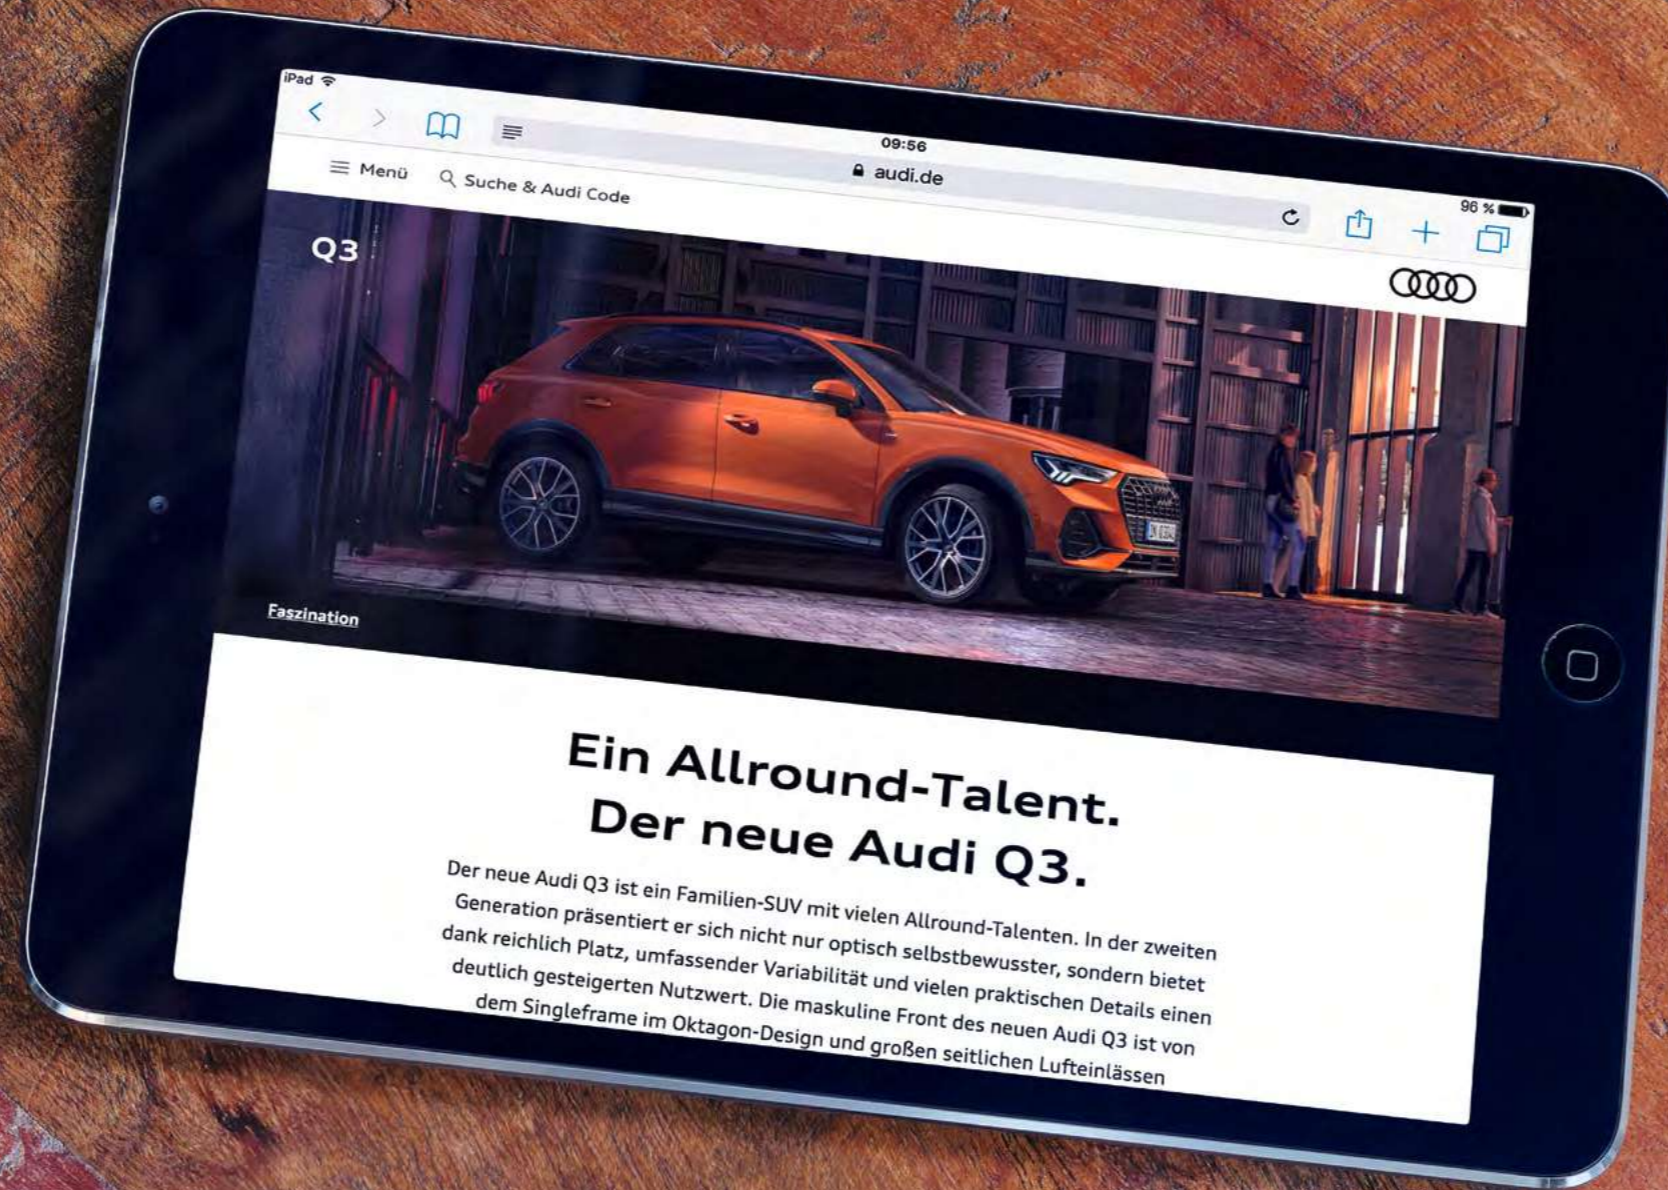 iPad
09:56
96 %
audi.de
Menü
Suche & Audi Code
Q3
Faszination
Ein Allround-Talent.
Der neue Audi Q3.
Der neue Audi Q3 ist ein Familien-SUV mit vielen Allround-Talenten. In der zweiten
Generation präsentiert er sich nicht nur optisch selbstbewusster, sondern bietet
dank reichlich Platz, umfassender Variabilität und vielen praktischen Details einen
deutlich gesteigerten Nutzwert. Die maskuline Front des neuen Audi Q3 ist von
dem Singleframe im Oktagon-Design und großen seitlichen Lufteinlässen